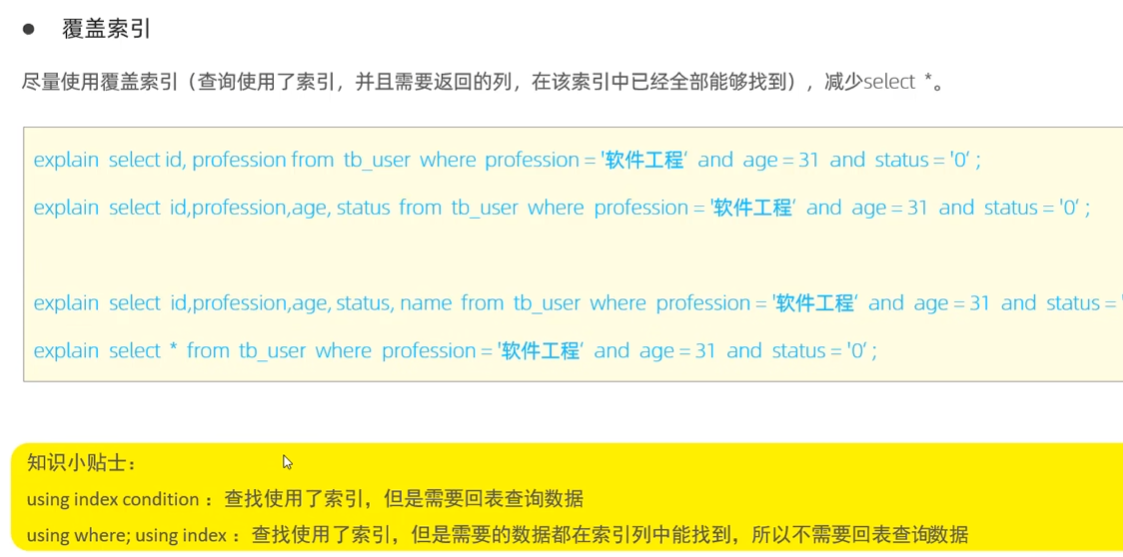 ● 覆盖索引
尽量使用覆盖索引（查询使用了索引，并且需要返回的列，在该索引中已经全部能够找到），减少select *。
explain select id, profession from tb_user where profession = '软件工程' and age = 31 and status = '0' ;
explain select id,profession,age, status from tb_user where profession = '软件工程' and age = 31 and status = '0' ;
explain select id,profession,age, status, name from tb_user where profession = '软件工程' and age = 31 and status = '
explain select * from tb_user where profession = '软件工程' and age = 31 and status = '0' ;
知识小贴士：
using index condition ：查找使用了索引，但是需要回表查询数据
using where; using index ：查找使用了索引，但是需要的数据都在索引列中能找到，所以不需要回表查询数据